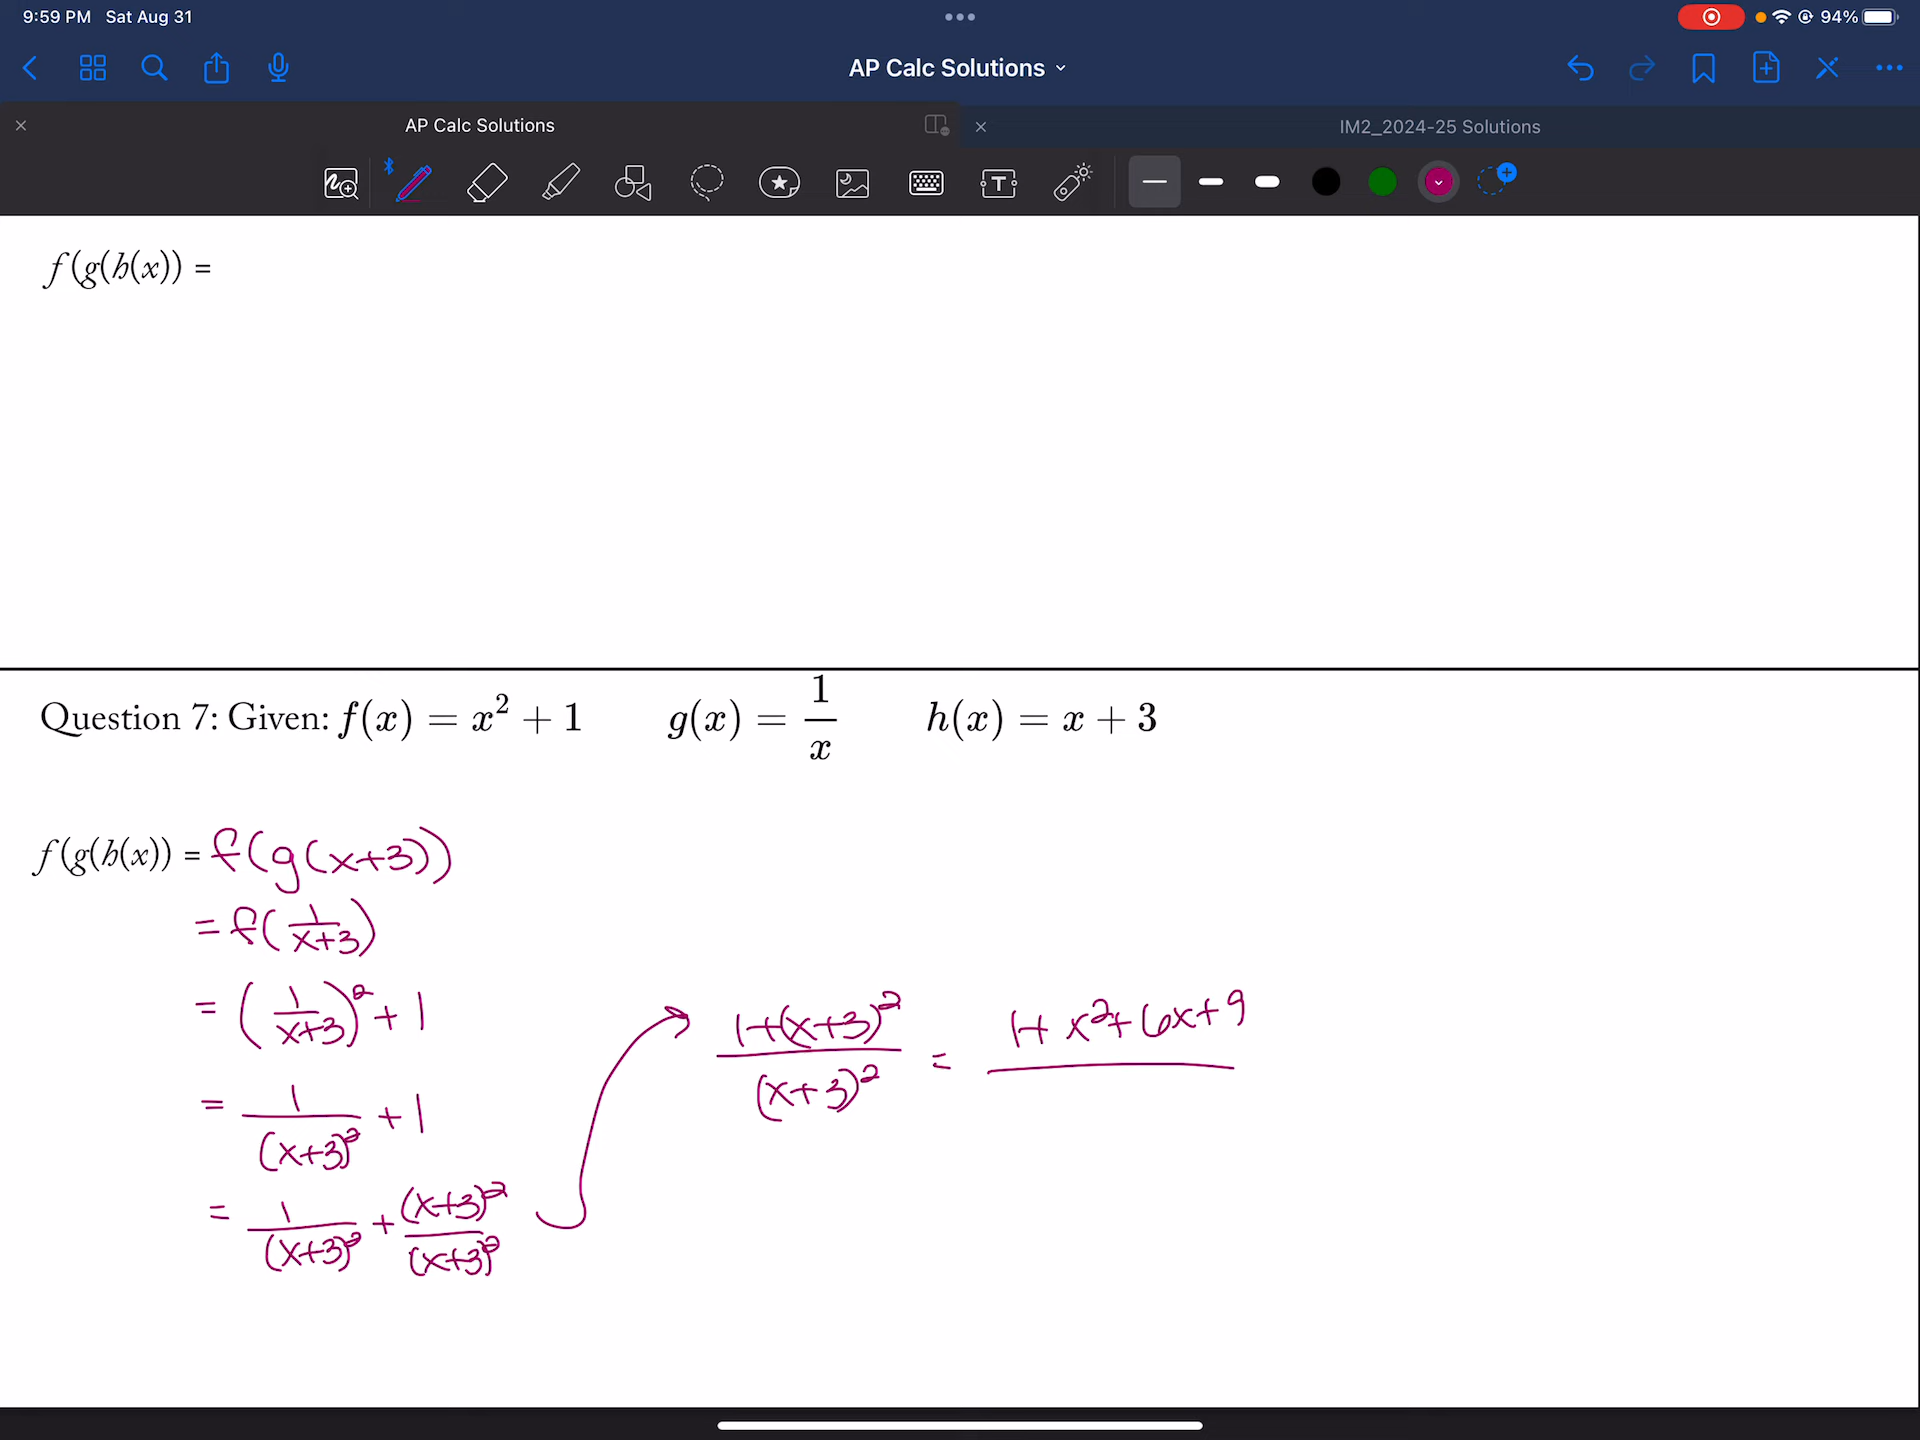 9:59 PM Sat Aug 31
94%
AP Calc Solutions
AP Calc Solutions
IM2_2024-25 Solutions
T
f(g(h(x)) =
Question 7: Given: f(x) = x² + 1 g(x) = 1/x h(x) = x + 3
f(g(h(x)) = f(g(x+3))
= f(1/(x+3))
= (1/(x+3))² + 1
= 1/(x+3)² + 1
= 1/(x+3)² + (x+3)²/(x+3)²
(1+(x+3)²)/(x+3)² = 1+ x²+6x+9